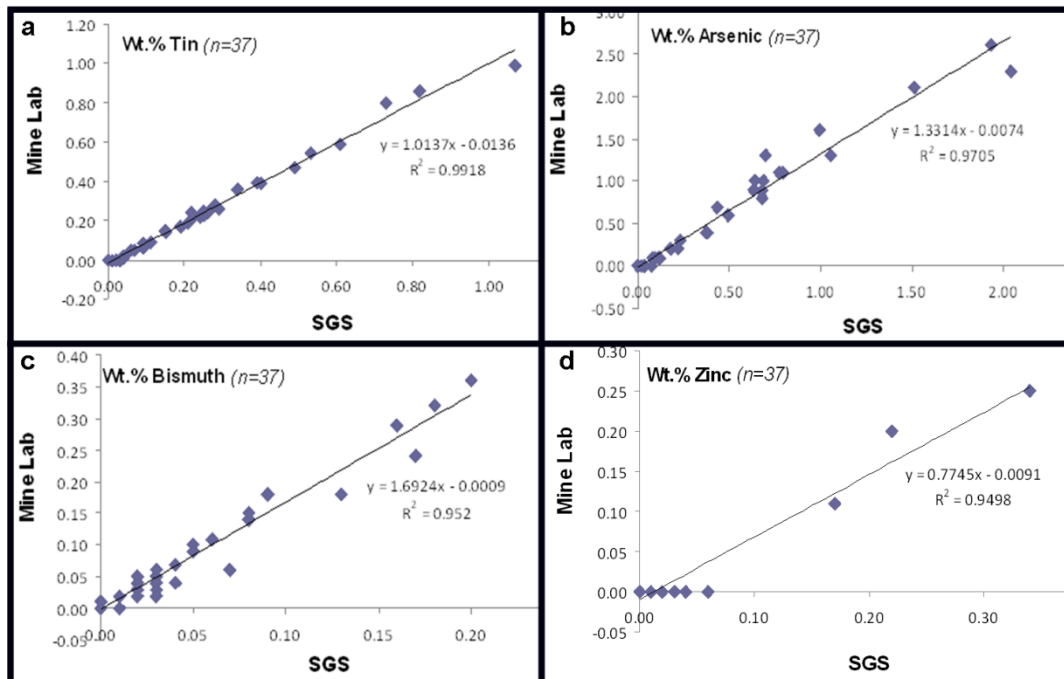 a
Wt.% Tin (n=37)
1.20
1.00
0.80
0.60
0.40
0.20
0.00
-0.20
Mine Lab
y = 1.0137x - 0.0136
R² = 0.9918
0.00 0.20 0.40 0.60 0.80 1.00
SGS
b
Wt.% Arsenic (n=37)
3.00
2.50
2.00
1.50
1.00
0.50
0.00
-0.50
Mine Lab
y = 1.3314x - 0.0074
R² = 0.9705
0.00 0.50 1.00 1.50 2.00
SGS
c
Wt.% Bismuth (n=37)
0.40
0.35
0.30
0.25
0.20
0.15
0.10
0.05
0.00
-0.05
Mine Lab
y = 1.6924x - 0.0009
R² = 0.952
0.00 0.05 0.10 0.15 0.20
SGS
d
Wt.% Zinc (n=37)
0.30
0.25
0.20
0.15
0.10
0.05
0.00
-0.05
Mine Lab
y = 0.7745x - 0.0091
R² = 0.9498
0.00 0.10 0.20 0.30
SGS